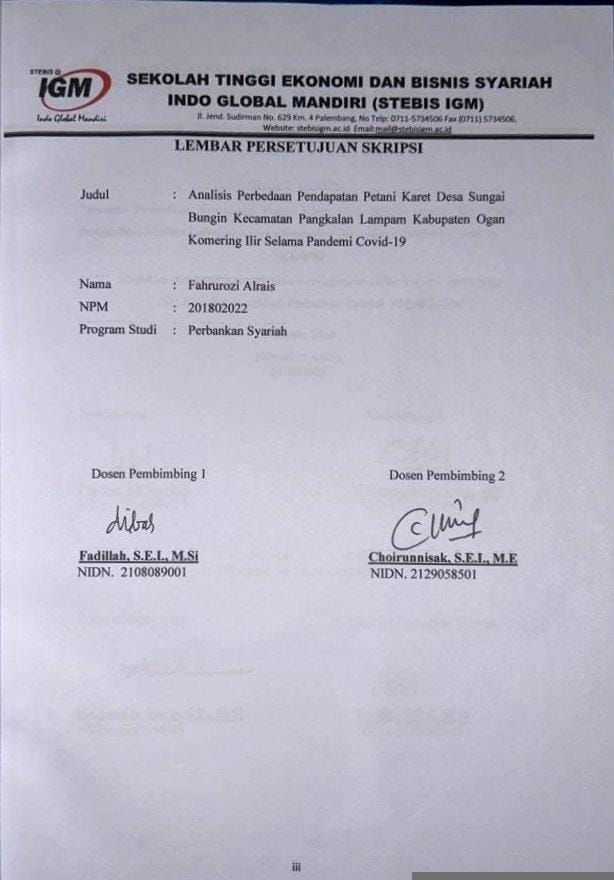 STEBIS
IGM
Indo Global Mandiri
SEKOLAH TINGGI EKONOMI DAN BISNIS SYARIAH
INDO GLOBAL MANDIRI (STEBIS IGM)
Jl. Jend. Sudirman No. 629 Km. 4 Palembang, No Telp: 0711-5734506 Fax (0711) 5734506,
Website: stebisigm.ac.id Email:mail@stebisigm.ac.id
LEMBAR PERSETUJUAN SKRIPSI
Judul : Analisis Perbedaan Pendapatan Petani Karet Desa Sungai
Bungin Kecamatan Pangkalan Lampam Kabupaten Ogan
Komering Ilir Selama Pandemi Covid-19
Nama : Fahrurozi Alrais
NPM : 201802022
Program Studi : Perbankan Syariah
Dosen Pembimbing 1
Dosen Pembimbing 2
Fadillah, S.E.I., M.Si
NIDN. 2108089001
Choirunnisak, S.E.I., M.E
NIDN. 2129058501
iii